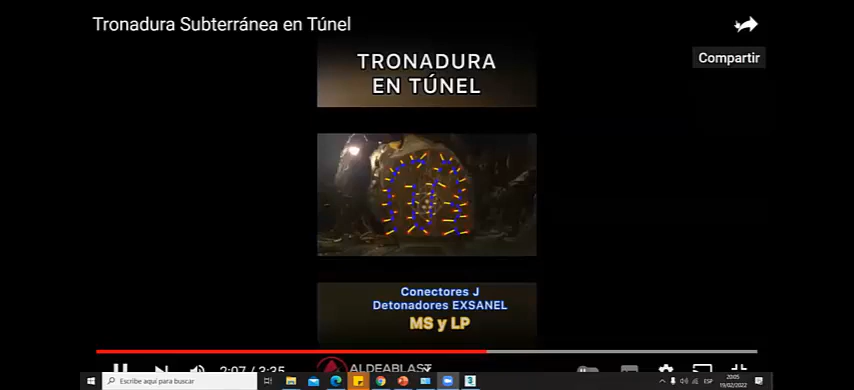 Tronadura Subterránea en Túnel
Compartir
TRONADURA
EN TÚNEL
Conectores J
Detonadores EXSANEL
MS y LP
2:07 / 3:35
ALDEABLAST
Escribe aquí para buscar
ESP
20:05
19/02/2022